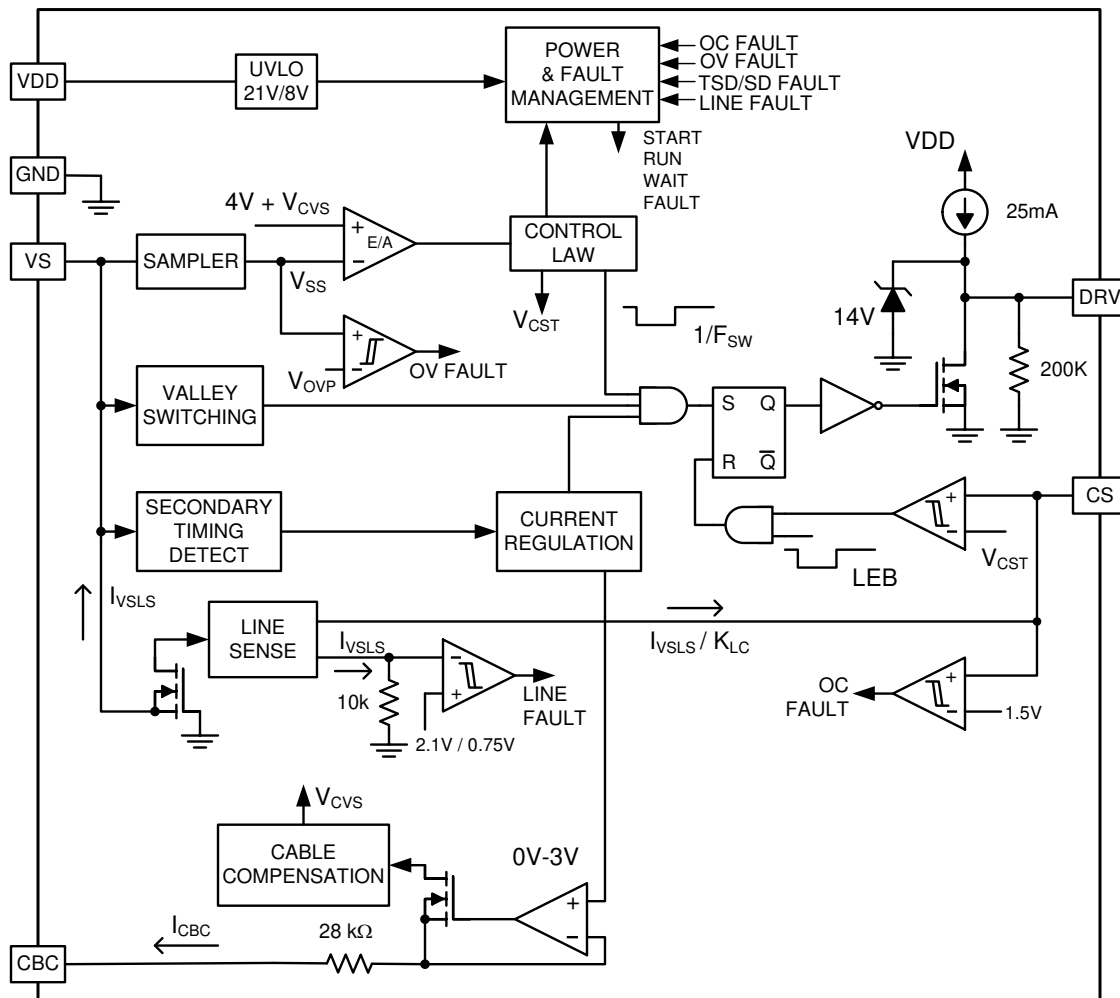 VDD
UVLO
21V/8V
POWER
& FAULT
MANAGEMENT
OC FAULT
OV FAULT
TSD/SD FAULT
LINE FAULT
START
RUN
WAIT
FAULT
GND
VDD
25mA
4V + VCVS
VS
SAMPLER
+
E/A
−
VSS
CONTROL
LAW
VCST
DRV
14V
1/FSW
200K
+
−
VOVP
OV FAULT
VALLEY
SWITCHING
S Q
R Q̅
CS
SECONDARY
TIMING
DETECT
CURRENT
REGULATION
+
−
VCST
LEB
IVSLS
LINE
SENSE
IVSLS
IVSLS / KLC
−
+
10k
LINE
FAULT
2.1V / 0.75V
OC
FAULT
+
−
1.5V
VCVS
CABLE
COMPENSATION
0V-3V
+
−
ICBC
28 kΩ
CBC